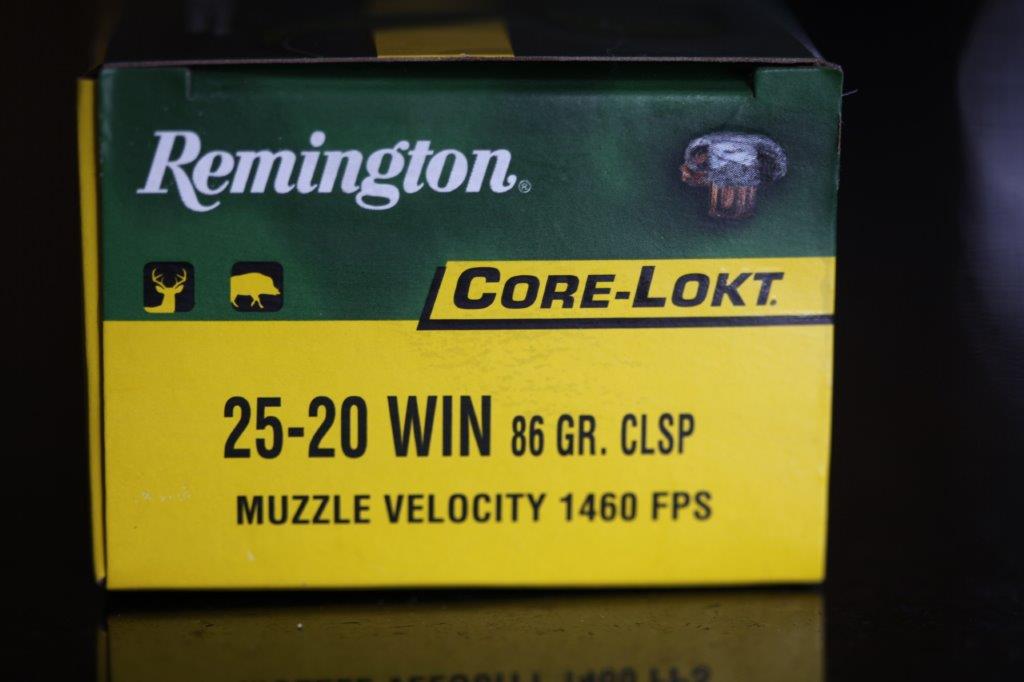 Remington®
CORE-LOKT®
25-20 WIN 86 GR. CLSP
MUZZLE VELOCITY 1460 FPS